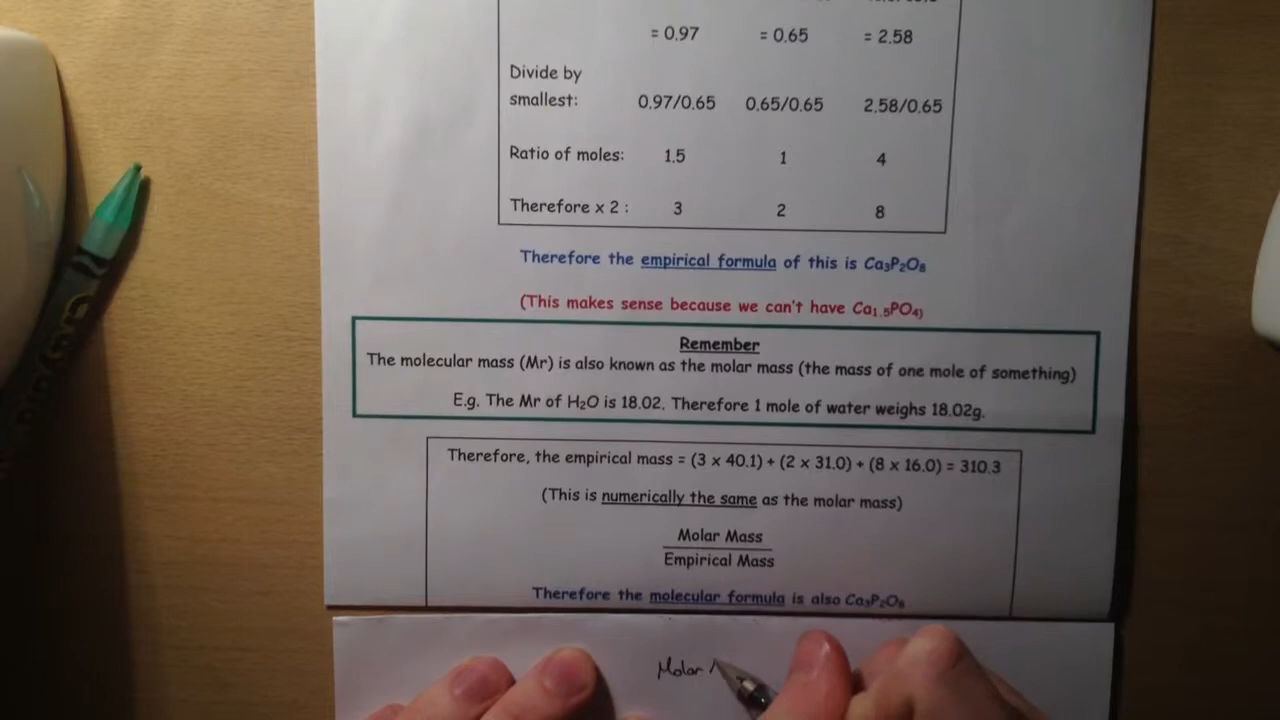 = 0.97 = 0.65 = 2.58
Divide by
smallest: 0.97/0.65 0.65/0.65 2.58/0.65
Ratio of moles: 1.5 1 4
Therefore x 2 : 3 2 8
Therefore the empirical formula of this is Ca₃P₂O₈
(This makes sense because we can't have Ca₁.₅PO₄)
Remember
The molecular mass (Mr) is also known as the molar mass (the mass of one mole of something)
E.g. The Mr of H₂O is 18.02. Therefore 1 mole of water weighs 18.02g.
Therefore, the empirical mass = (3 x 40.1) + (2 x 31.0) + (8 x 16.0) = 310.3
(This is numerically the same as the molar mass)
Molar Mass
Empirical Mass
Therefore the molecular formula is also Ca₃P₂O₈
Molar